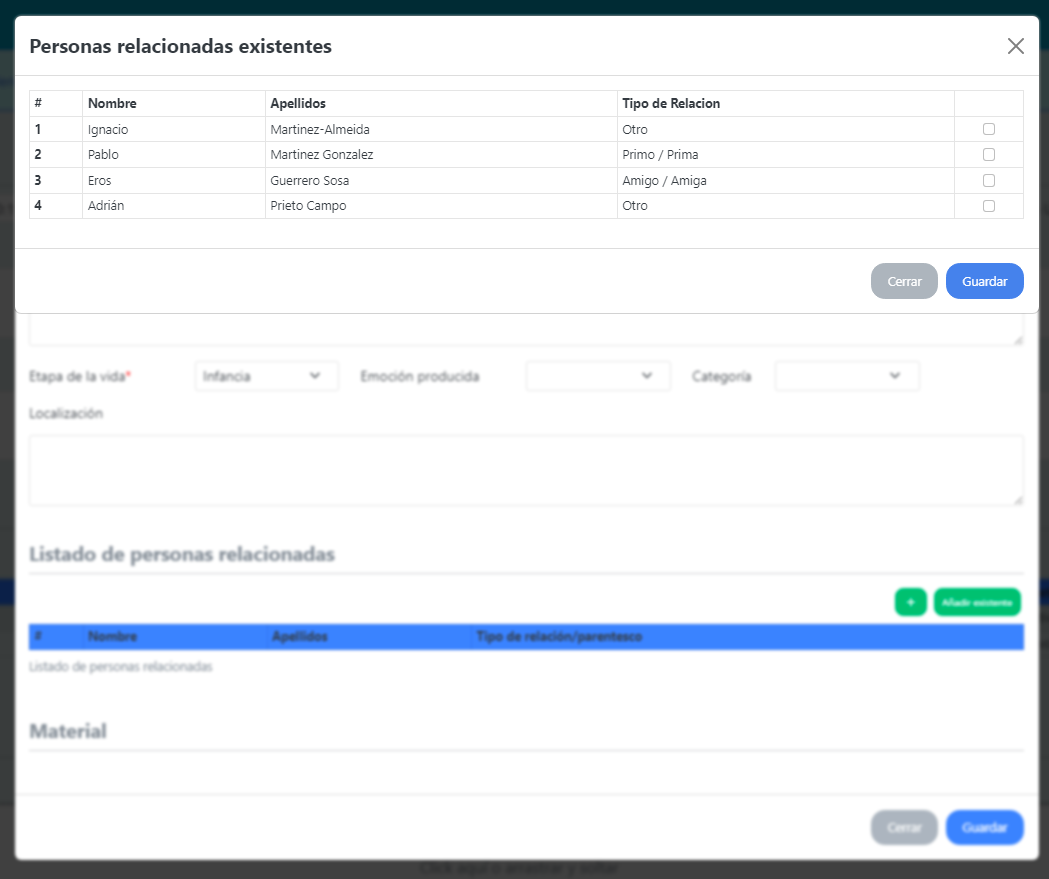 Personas relacionadas existentes
# Nombre Apellidos Tipo de Relacion
1 Ignacio Martinez-Almeida Otro
2 Pablo Martinez Gonzalez Primo / Prima
3 Eros Guerrero Sosa Amigo / Amiga
4 Adrián Prieto Campo Otro
Cerrar Guardar
Etapa de la vida* Infancia Emoción producida Categoría
Localización
Listado de personas relacionadas
+ Añadir existente
# Nombre Apellidos Tipo de relación/parentesco
Listado de personas relacionadas
Material
Cerrar Guardar